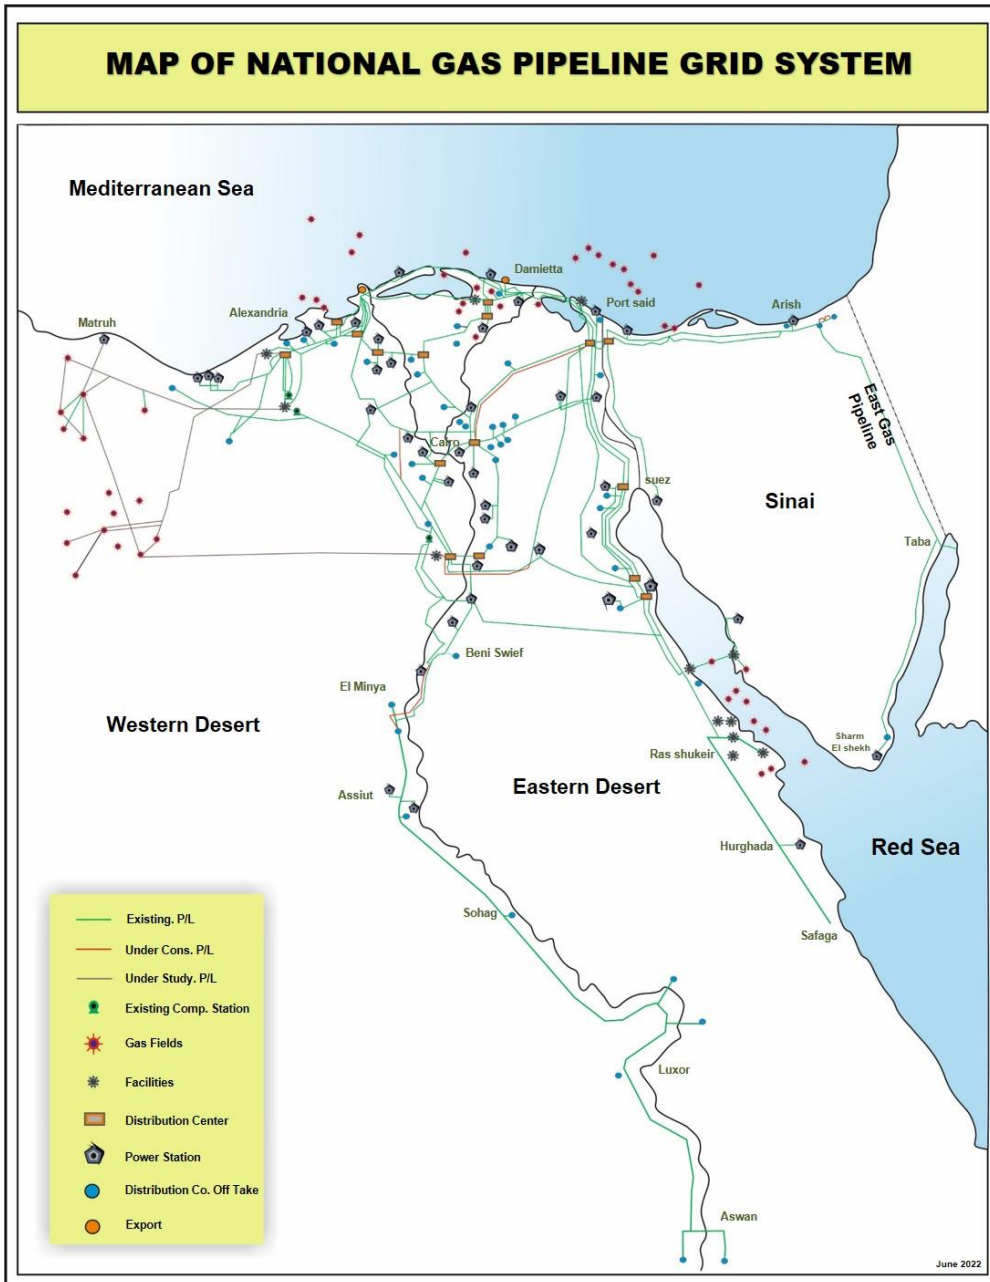 MAP OF NATIONAL GAS PIPELINE GRID SYSTEM
Mediterranean Sea
Damietta
Port said
Arish
Alexandria
Matruh
East Gas
Pipeline
Cairo
suez
Sinai
Taba
Beni Swief
El Minya
Western Desert
Sharm
El shekh
Ras shukeir
Eastern Desert
Assiut
Hurghada
Red Sea
Sohag
Safaga
Luxor
Aswan
Existing. P/L
Under Cons. P/L
Under Study. P/L
Existing Comp. Station
Gas Fields
Facilities
Distribution Center
Power Station
Distribution Co. Off Take
Export
June 2022